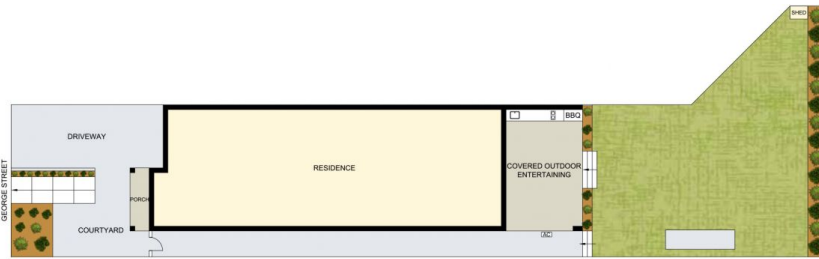 SHED
BBQ
DRIVEWAY
RESIDENCE
COVERED OUTDOOR
ENTERTAINING
GEORGE STREET
PORCH
COURTYARD
AC